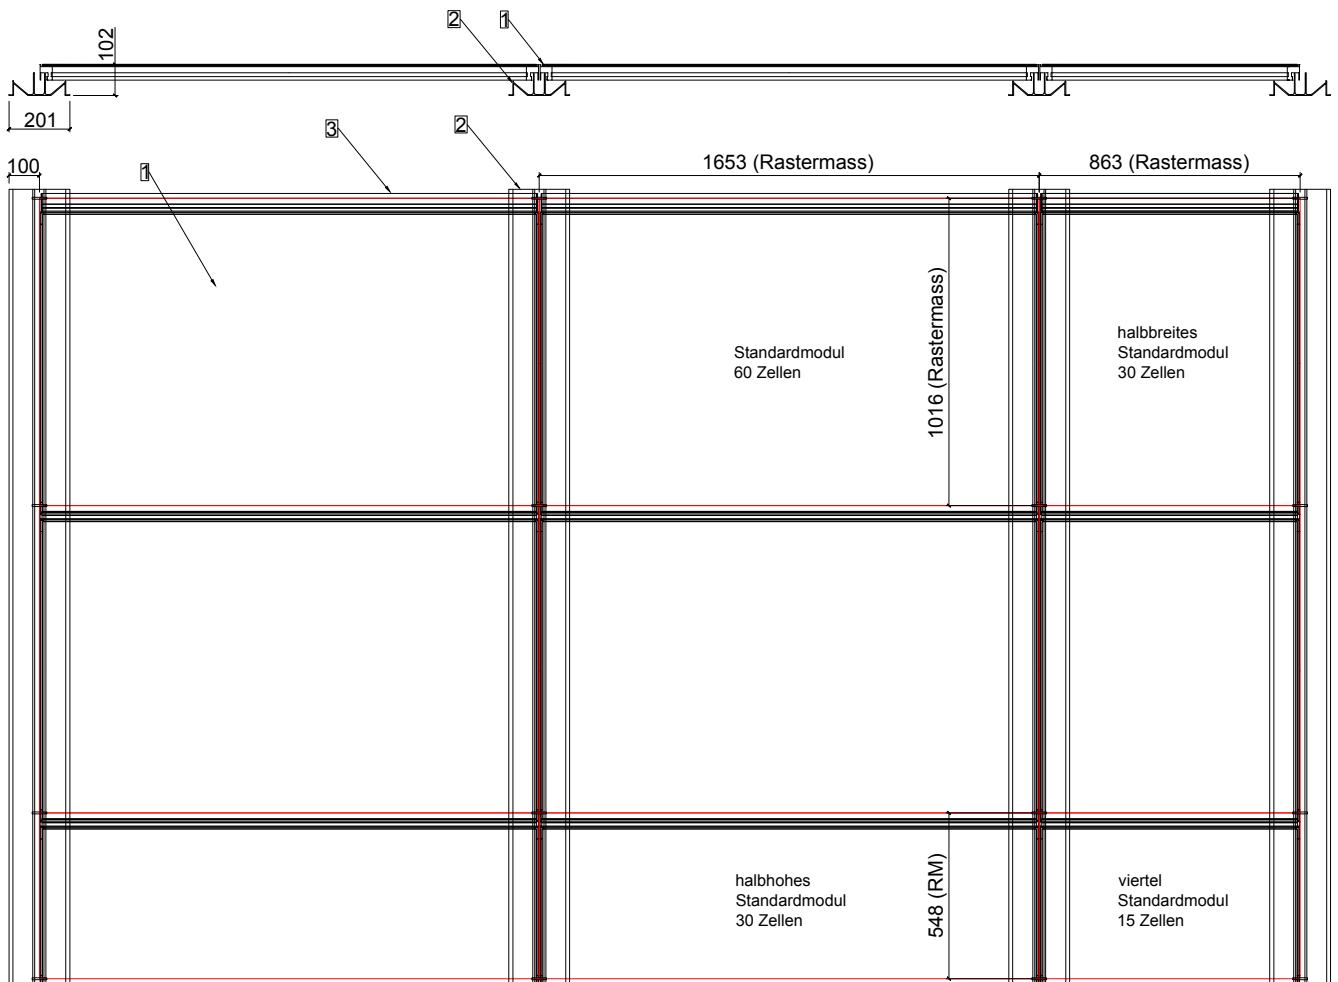 2
1
102
201
3
2
100
1
1653 (Rastermass)
863 (Rastermass)
1016 (Rastermass)
Standardmodul
60 Zellen
halbbreites
Standardmodul
30 Zellen
548 (RM)
halbhohes
Standardmodul
30 Zellen
viertel
Standardmodul
15 Zellen